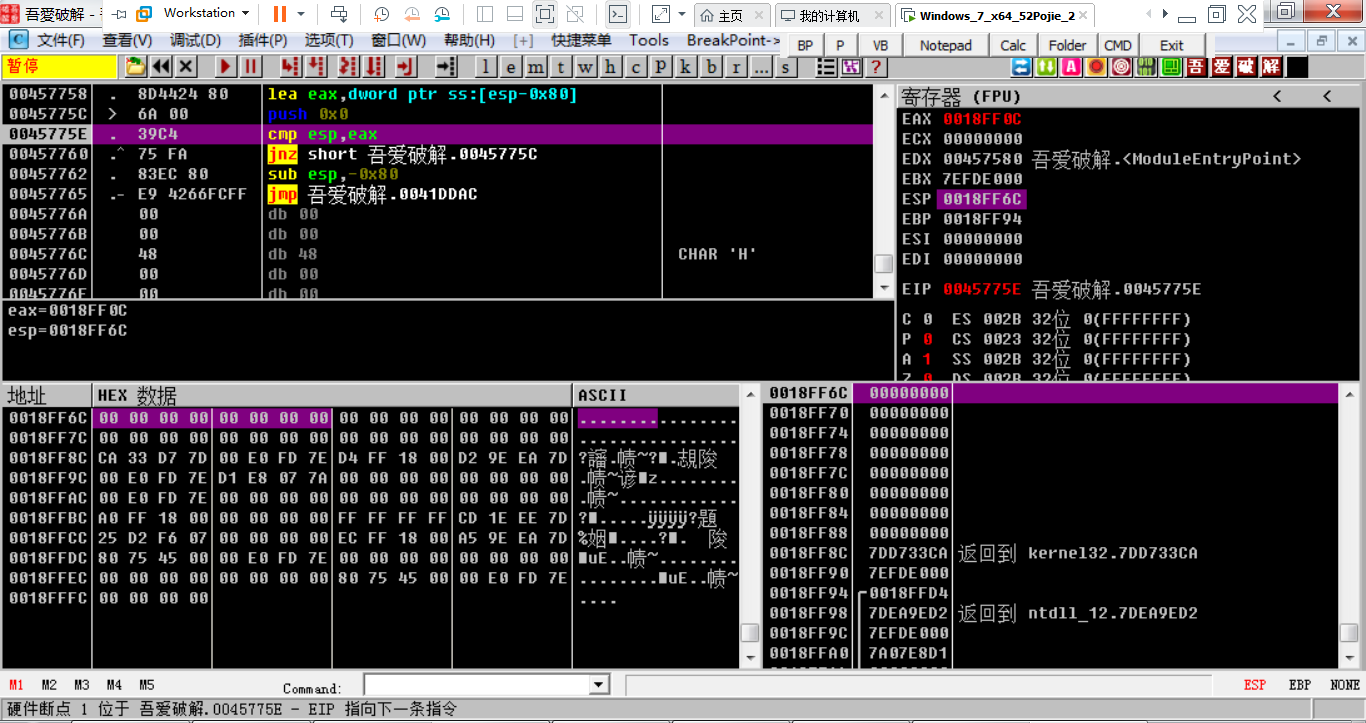 吾爱破解 - 吾
Workstation
主页
我的计算机
Windows_7_x64_52Pojie_2
文件(F) 查看(V) 调试(D) 插件(P) 选项(T) 窗口(W) 帮助(H) [+] 快捷菜单 Tools BreakPoint->
BP P VB Notepad Calc Folder CMD Exit
暂停
l e m t w h c p k b r ... s
? 吾 爱 破 解
00457758 . 8D4424 80 lea eax,dword ptr ss:[esp-0x80]
0045775C > 6A 00 push 0x0
0045775E . 39C4 cmp esp,eax
00457760 .^ 75 FA jnz short 吾爱破解.0045775C
00457762 . 83EC 80 sub esp,-0x80
00457765 .- E9 4266FCFF jmp 吾爱破解.0041DDAC
0045776A 00 db 00
0045776B 00 db 00
0045776C 48 db 48 CHAR 'H'
0045776D 00 db 00
0045776E 00 db 00
eax=0018FF0C
esp=0018FF6C
寄存器 (FPU) < <
EAX 0018FF0C
ECX 00000000
EDX 00457580 吾爱破解.<ModuleEntryPoint>
EBX 7EFDE000
ESP 0018FF6C
EBP 0018FF94
ESI 00000000
EDI 00000000
EIP 0045775E 吾爱破解.0045775E
C 0 ES 002B 32位 0(FFFFFFFF)
P 0 CS 0023 32位 0(FFFFFFFF)
A 1 SS 002B 32位 0(FFFFFFFF)
Z 0 DS 002B 32位 0(FFFFFFFF)
地址 HEX 数据 ASCII
0018FF6C 00 00 00 00 00 00 00 00 00 00 00 00 00 00 00 00 ................
0018FF7C 00 00 00 00 00 00 00 00 00 00 00 00 00 00 00 00 ................
0018FF8C CA 33 D7 7D 00 E0 FD 7E D4 FF 18 00 D2 9E EA 7D
0018FF9C 00 E0 FD 7E D1 E8 07 7A 00 00 00 00 00 00 00 00
0018FFAC 00 E0 FD 7E 00 00 00 00 00 00 00 00 00 00 00 00
0018FFBC A0 FF 18 00 00 00 00 00 FF FF FF FF CD 1E EE 7D
0018FFCC 25 D2 F6 07 00 00 00 00 EC FF 18 00 A5 9E EA 7D
0018FFDC 80 75 45 00 00 E0 FD 7E 00 00 00 00 00 00 00 00
0018FFEC 00 00 00 00 00 00 00 00 80 75 45 00 00 E0 FD 7E
0018FFFC 00 00 00 00 ....
0018FF6C 00000000
0018FF70 00000000
0018FF74 00000000
0018FF78 00000000
0018FF7C 00000000
0018FF80 00000000
0018FF84 00000000
0018FF88 00000000
0018FF8C 7DD733CA 返回到 kernel32.7DD733CA
0018FF90 7EFDE000
0018FF94 0018FFD4
0018FF98 7DEA9ED2 返回到 ntdll_12.7DEA9ED2
0018FF9C 7EFDE000
0018FFA0 7A07E8D1
M1 M2 M3 M4 M5 Command: ESP EBP NONE
硬件断点 1 位于 吾爱破解.0045775E - EIP 指向下一条指令